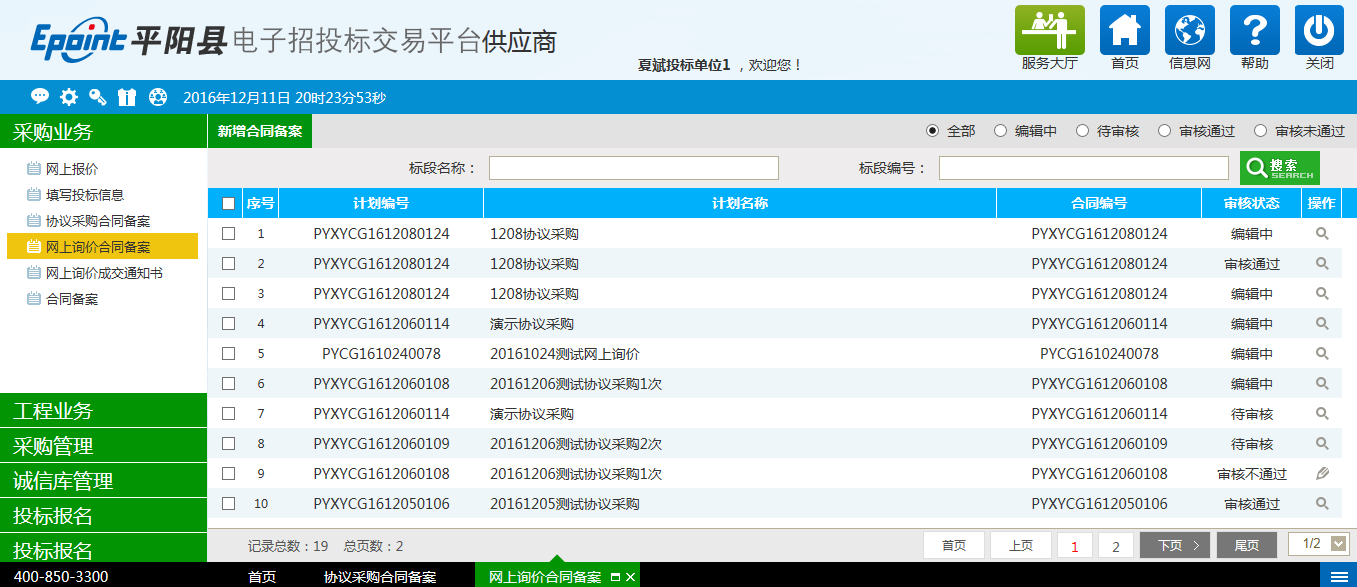 Epoint 平阳县 电子招投标交易平台供应商
夏斌投标单位1 ，欢迎您！
服务大厅 首页 信息网 帮助 关闭
2016年12月11日 20时23分53秒
采购业务
网上报价
填写投标信息
协议采购合同备案
网上询价合同备案
网上询价成交通知书
合同备案
工程业务
采购管理
诚信库管理
投标报名
投标报名
400-850-3300
新增合同备案 全部 编辑中 待审核 审核通过 审核未通过
标段名称： 标段编号： 搜索 SEARCH
序号 计划编号 计划名称 合同编号 审核状态 操作
1 PYXYCG1612080124 1208协议采购 PYXYCG1612080124 编辑中
2 PYXYCG1612080124 1208协议采购 PYXYCG1612080124 审核通过
3 PYXYCG1612080124 1208协议采购 PYXYCG1612080124 编辑中
4 PYXYCG1612060114 演示协议采购 PYXYCG1612060114 编辑中
5 PYCG1610240078 20161024测试网上询价 PYCG1610240078 编辑中
6 PYXYCG1612060108 20161206测试协议采购1次 PYXYCG1612060108 编辑中
7 PYXYCG1612060114 演示协议采购 PYXYCG1612060114 待审核
8 PYXYCG1612060109 20161206测试协议采购2次 PYXYCG1612060109 待审核
9 PYXYCG1612060108 20161206测试协议采购1次 PYXYCG1612060108 审核不通过
10 PYXYCG1612050106 20161205测试协议采购 PYXYCG1612050106 审核通过
记录总数：19 总页数：2 首页 上页 1 2 下页 尾页 1/2
首页 协议采购合同备案 网上询价合同备案